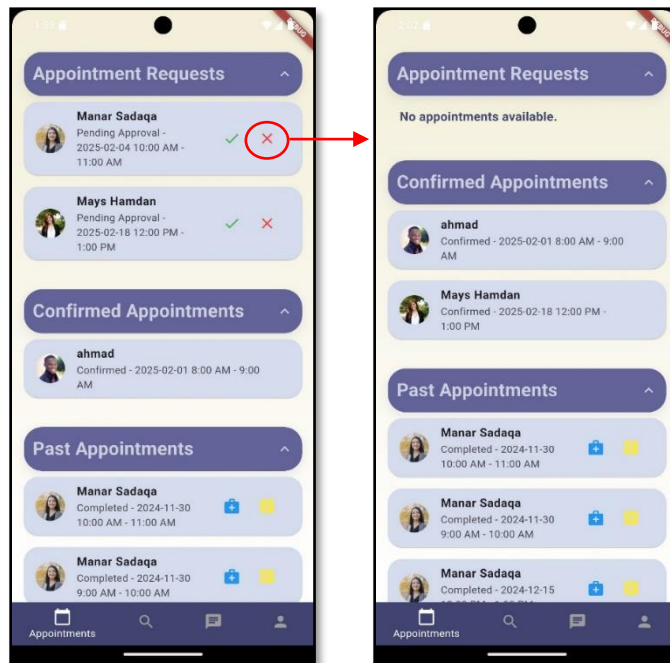 1:59
DEBUG
Appointment Requests
Manar Sadaqa
Pending Approval -
2025-02-04 10:00 AM -
11:00 AM
Mays Hamdan
Pending Approval -
2025-02-18 12:00 PM -
1:00 PM
Confirmed Appointments
ahmad
Confirmed - 2025-02-01 8:00 AM - 9:00
AM
Past Appointments
Manar Sadaqa
Completed - 2024-11-30
10:00 AM - 11:00 AM
Manar Sadaqa
Completed - 2024-11-30
9:00 AM - 10:00 AM
Appointments
2:02
DEBUG
Appointment Requests
No appointments available.
Confirmed Appointments
ahmad
Confirmed - 2025-02-01 8:00 AM - 9:00
AM
Mays Hamdan
Confirmed - 2025-02-18 12:00 PM -
1:00 PM
Past Appointments
Manar Sadaqa
Completed - 2024-11-30
10:00 AM - 11:00 AM
Manar Sadaqa
Completed - 2024-11-30
9:00 AM - 10:00 AM
Manar Sadaqa
Completed - 2024-12-15
Appointments